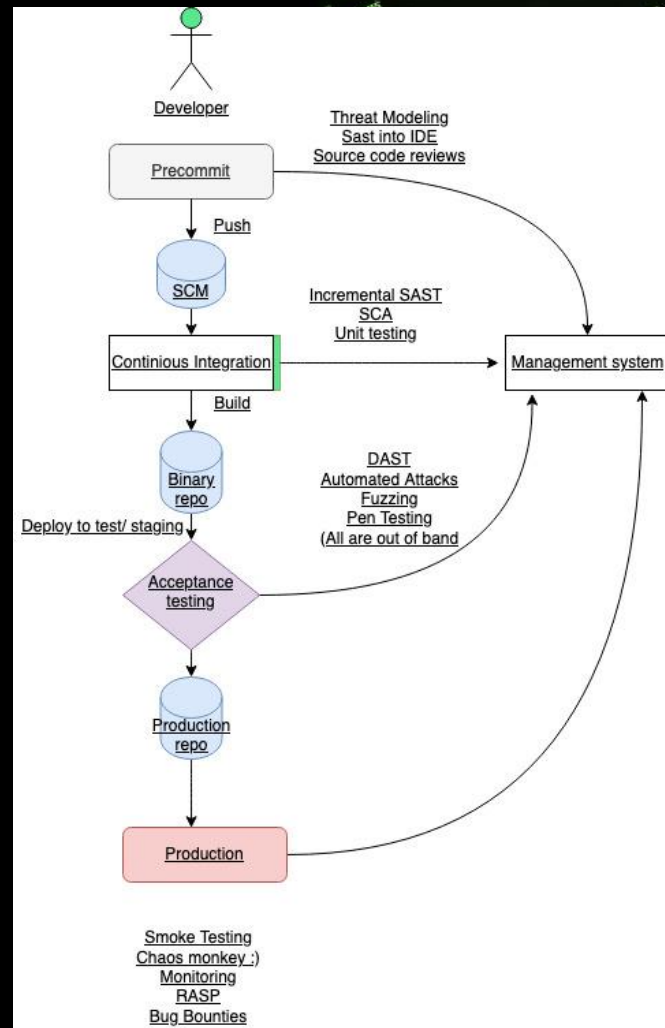 Developer
Threat Modeling
Sast into IDE
Source code reviews
Precommit
Push
SCM
Incremental SAST
SCA
Unit testing
Continious Integration
Management system
Build
Binary
repo
DAST
Automated Attacks
Fuzzing
Pen Testing
(All are out of band
Deploy to test/ staging
Acceptance
testing
Production
repo
Production
Smoke Testing
Chaos monkey :)
Monitoring
RASP
Bug Bounties